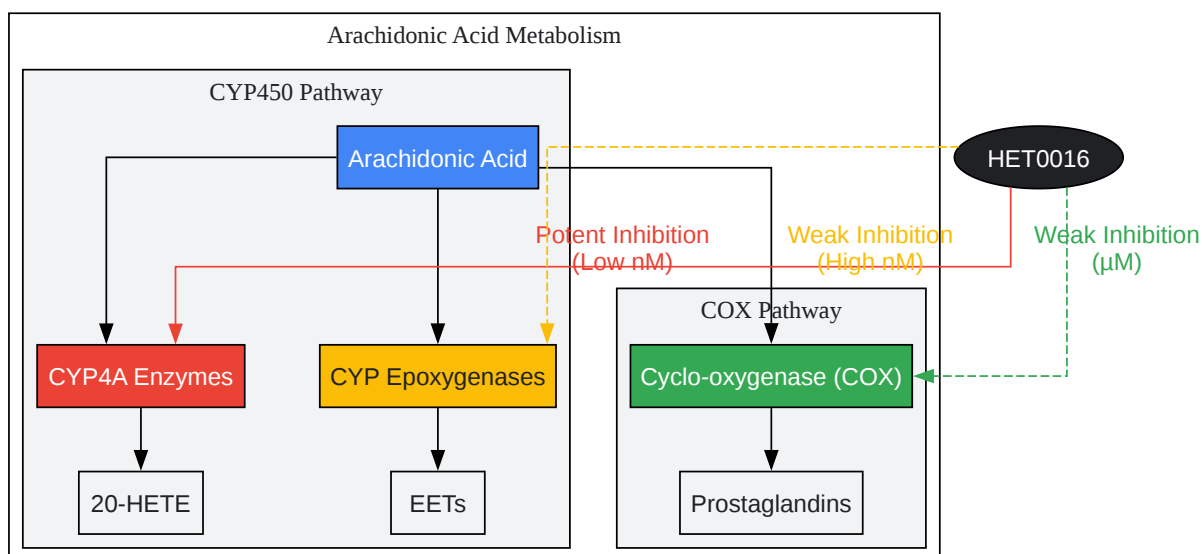 Arachidonic Acid Metabolism
CYP450 Pathway
Arachidonic Acid
HET0016
Potent Inhibition
(Low nM)
Weak Inhibition
(High nM)
Weak Inhibition
(µM)
COX Pathway
CYP4A Enzymes
CYP Epoxygenases
Cyclo-oxygenase (COX)
20-HETE
EETs
Prostaglandins